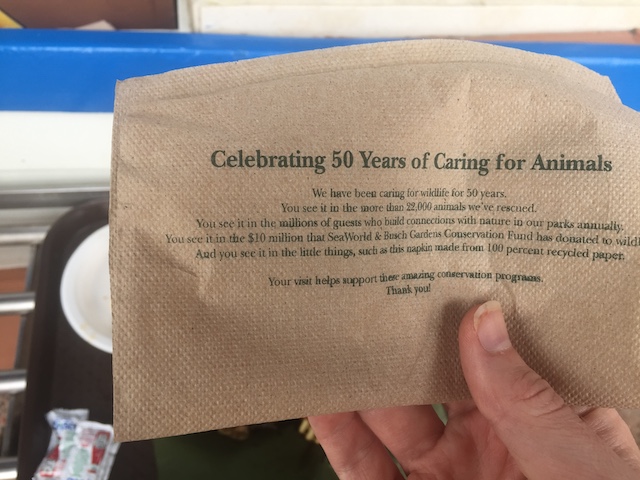 Celebrating 50 Years of Caring for Animals
We have been caring for wildlife for 50 years.
You see it in the more than 22,000 animals we've rescued.
You see it in the millions of guests who build connections with nature in our parks annually.
You see it in the $10 million that SeaWorld & Busch Gardens Conservation Fund has donated to wildl
And you see it in the little things, such as this napkin made from 100 percent recycled paper.
Your visit helps support these amazing conservation programs.
Thank you!